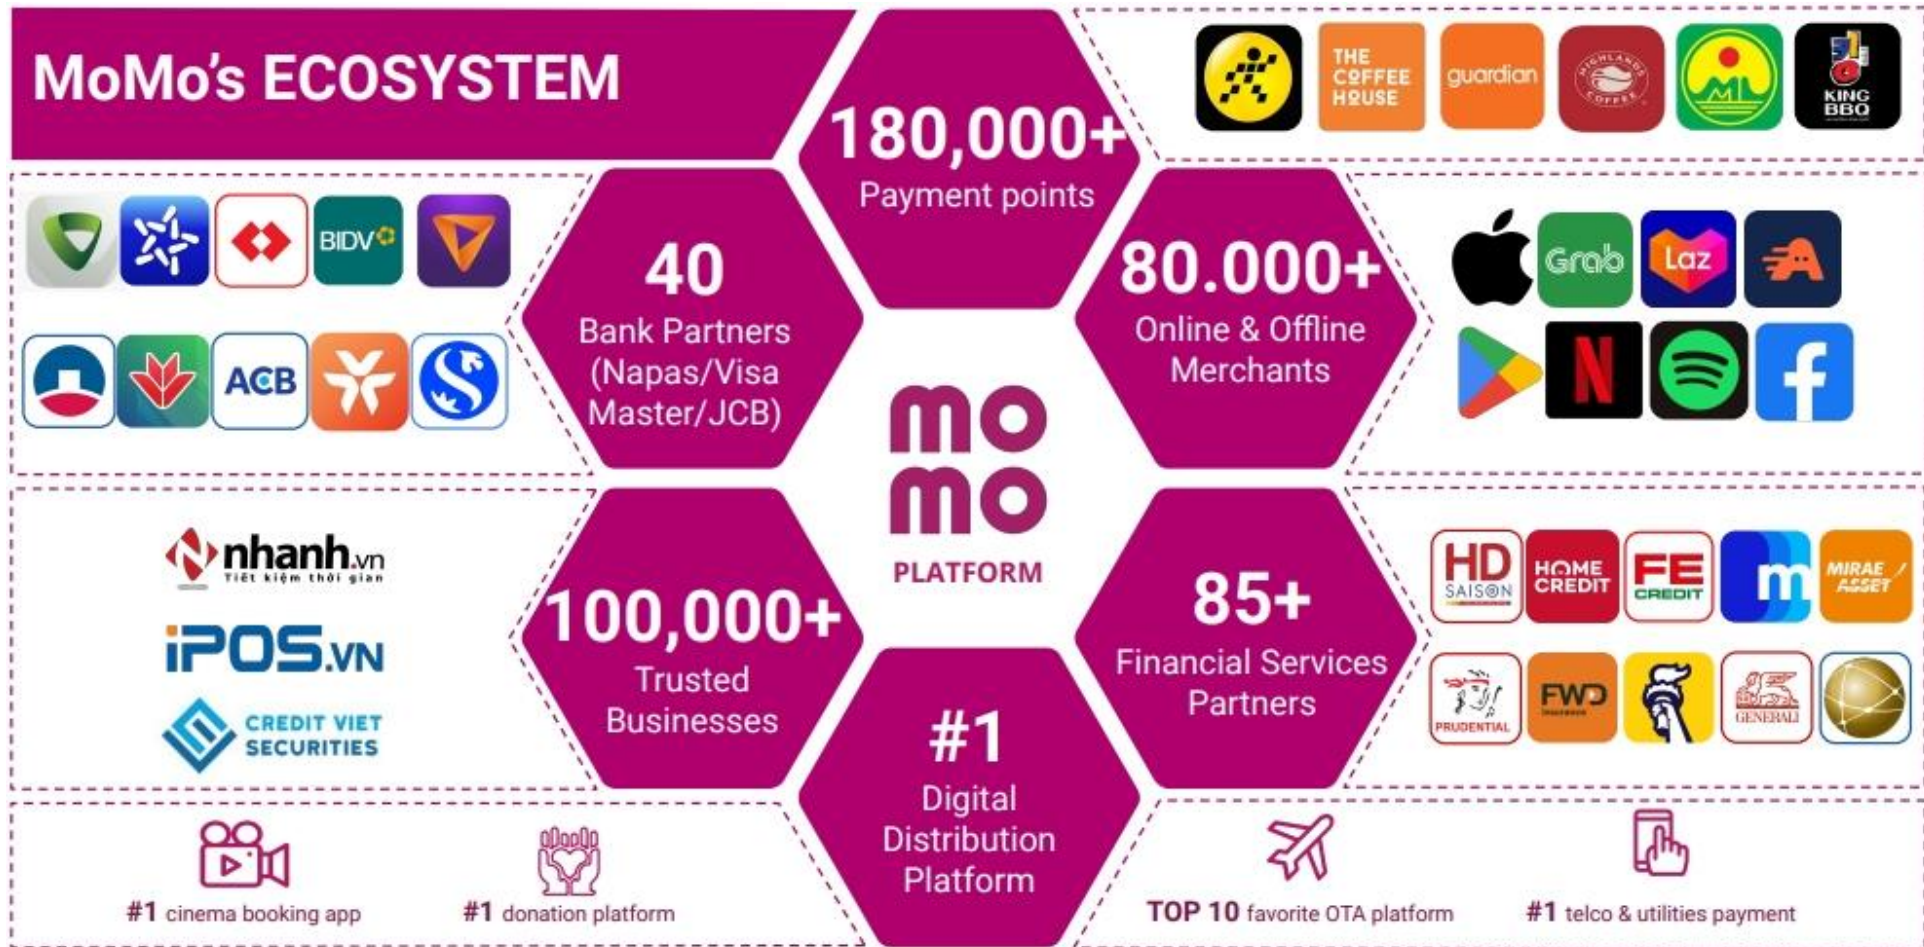 MoMo's ECOSYSTEM
180,000+
Payment points
THE
COFFEE
HOUSE
guardian
HIGHLANDS
COFFEE
ML
KING
BBQ
BIDV
ACB
40
Bank Partners
(Napas/Visa
Master/JCB)
80.000+
Online & Offline
Merchants
Grab
Laz
N
f
mo
mo
PLATFORM
nhanh.vn
Tiết kiệm thời gian
iPOS.VN
CREDIT VIET
SECURITIES
100,000+
Trusted
Businesses
85+
Financial Services
Partners
HD
SAISON
HOME
CREDIT
FE
CREDIT
m
MIRAE
ASSET
PRUDENTIAL
FWD
insurance
GENERALI
#1
Digital
Distribution
Platform
#1 cinema booking app
#1 donation platform
TOP 10 favorite OTA platform
#1 telco & utilities payment